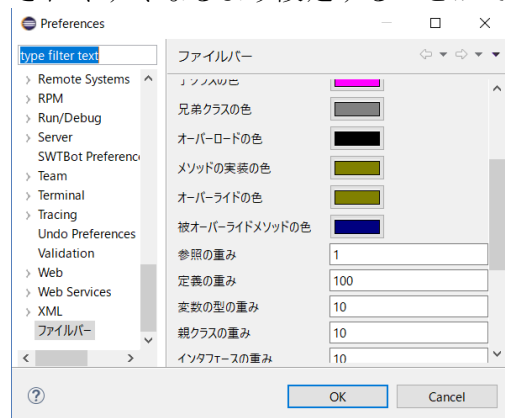 Preferences
type filter text
ファイルバー
Remote Systems
RPM
Run/Debug
Server
SWTBot Preferenc
Team
Terminal
Tracing
Undo Preferences
Validation
Web
Web Services
XML
ファイルバー
兄弟クラスの色
オーバーロードの色
メソッドの実装の色
オーバーライドの色
被オーバーライドメソッドの色
参照の重み 1
定義の重み 100
変数の型の重み 10
親クラスの重み 10
インタフェースの重み 10
OK
Cancel